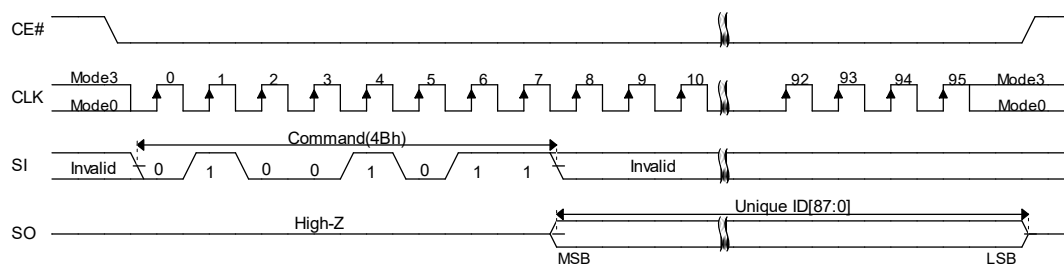 CE#
Mode3 0 1 2 3 4 5 6 7 8 9 10 92 93 94 95 Mode3
CLK
Mode0 Mode0
Command(4Bh)
SI Invalid 0 1 0 0 1 0 1 1 Invalid
Unique ID[87:0]
High-Z
SO
MSB LSB